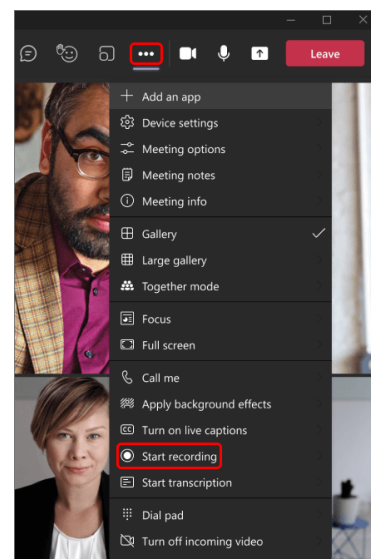 Leave
Add an app
Device settings
Meeting options
Meeting notes
Meeting info
Gallery
Large gallery
Together mode
Focus
Full screen
Call me
Apply background effects
CC Turn on live captions
Start recording
Start transcription
Dial pad
Turn off incoming video